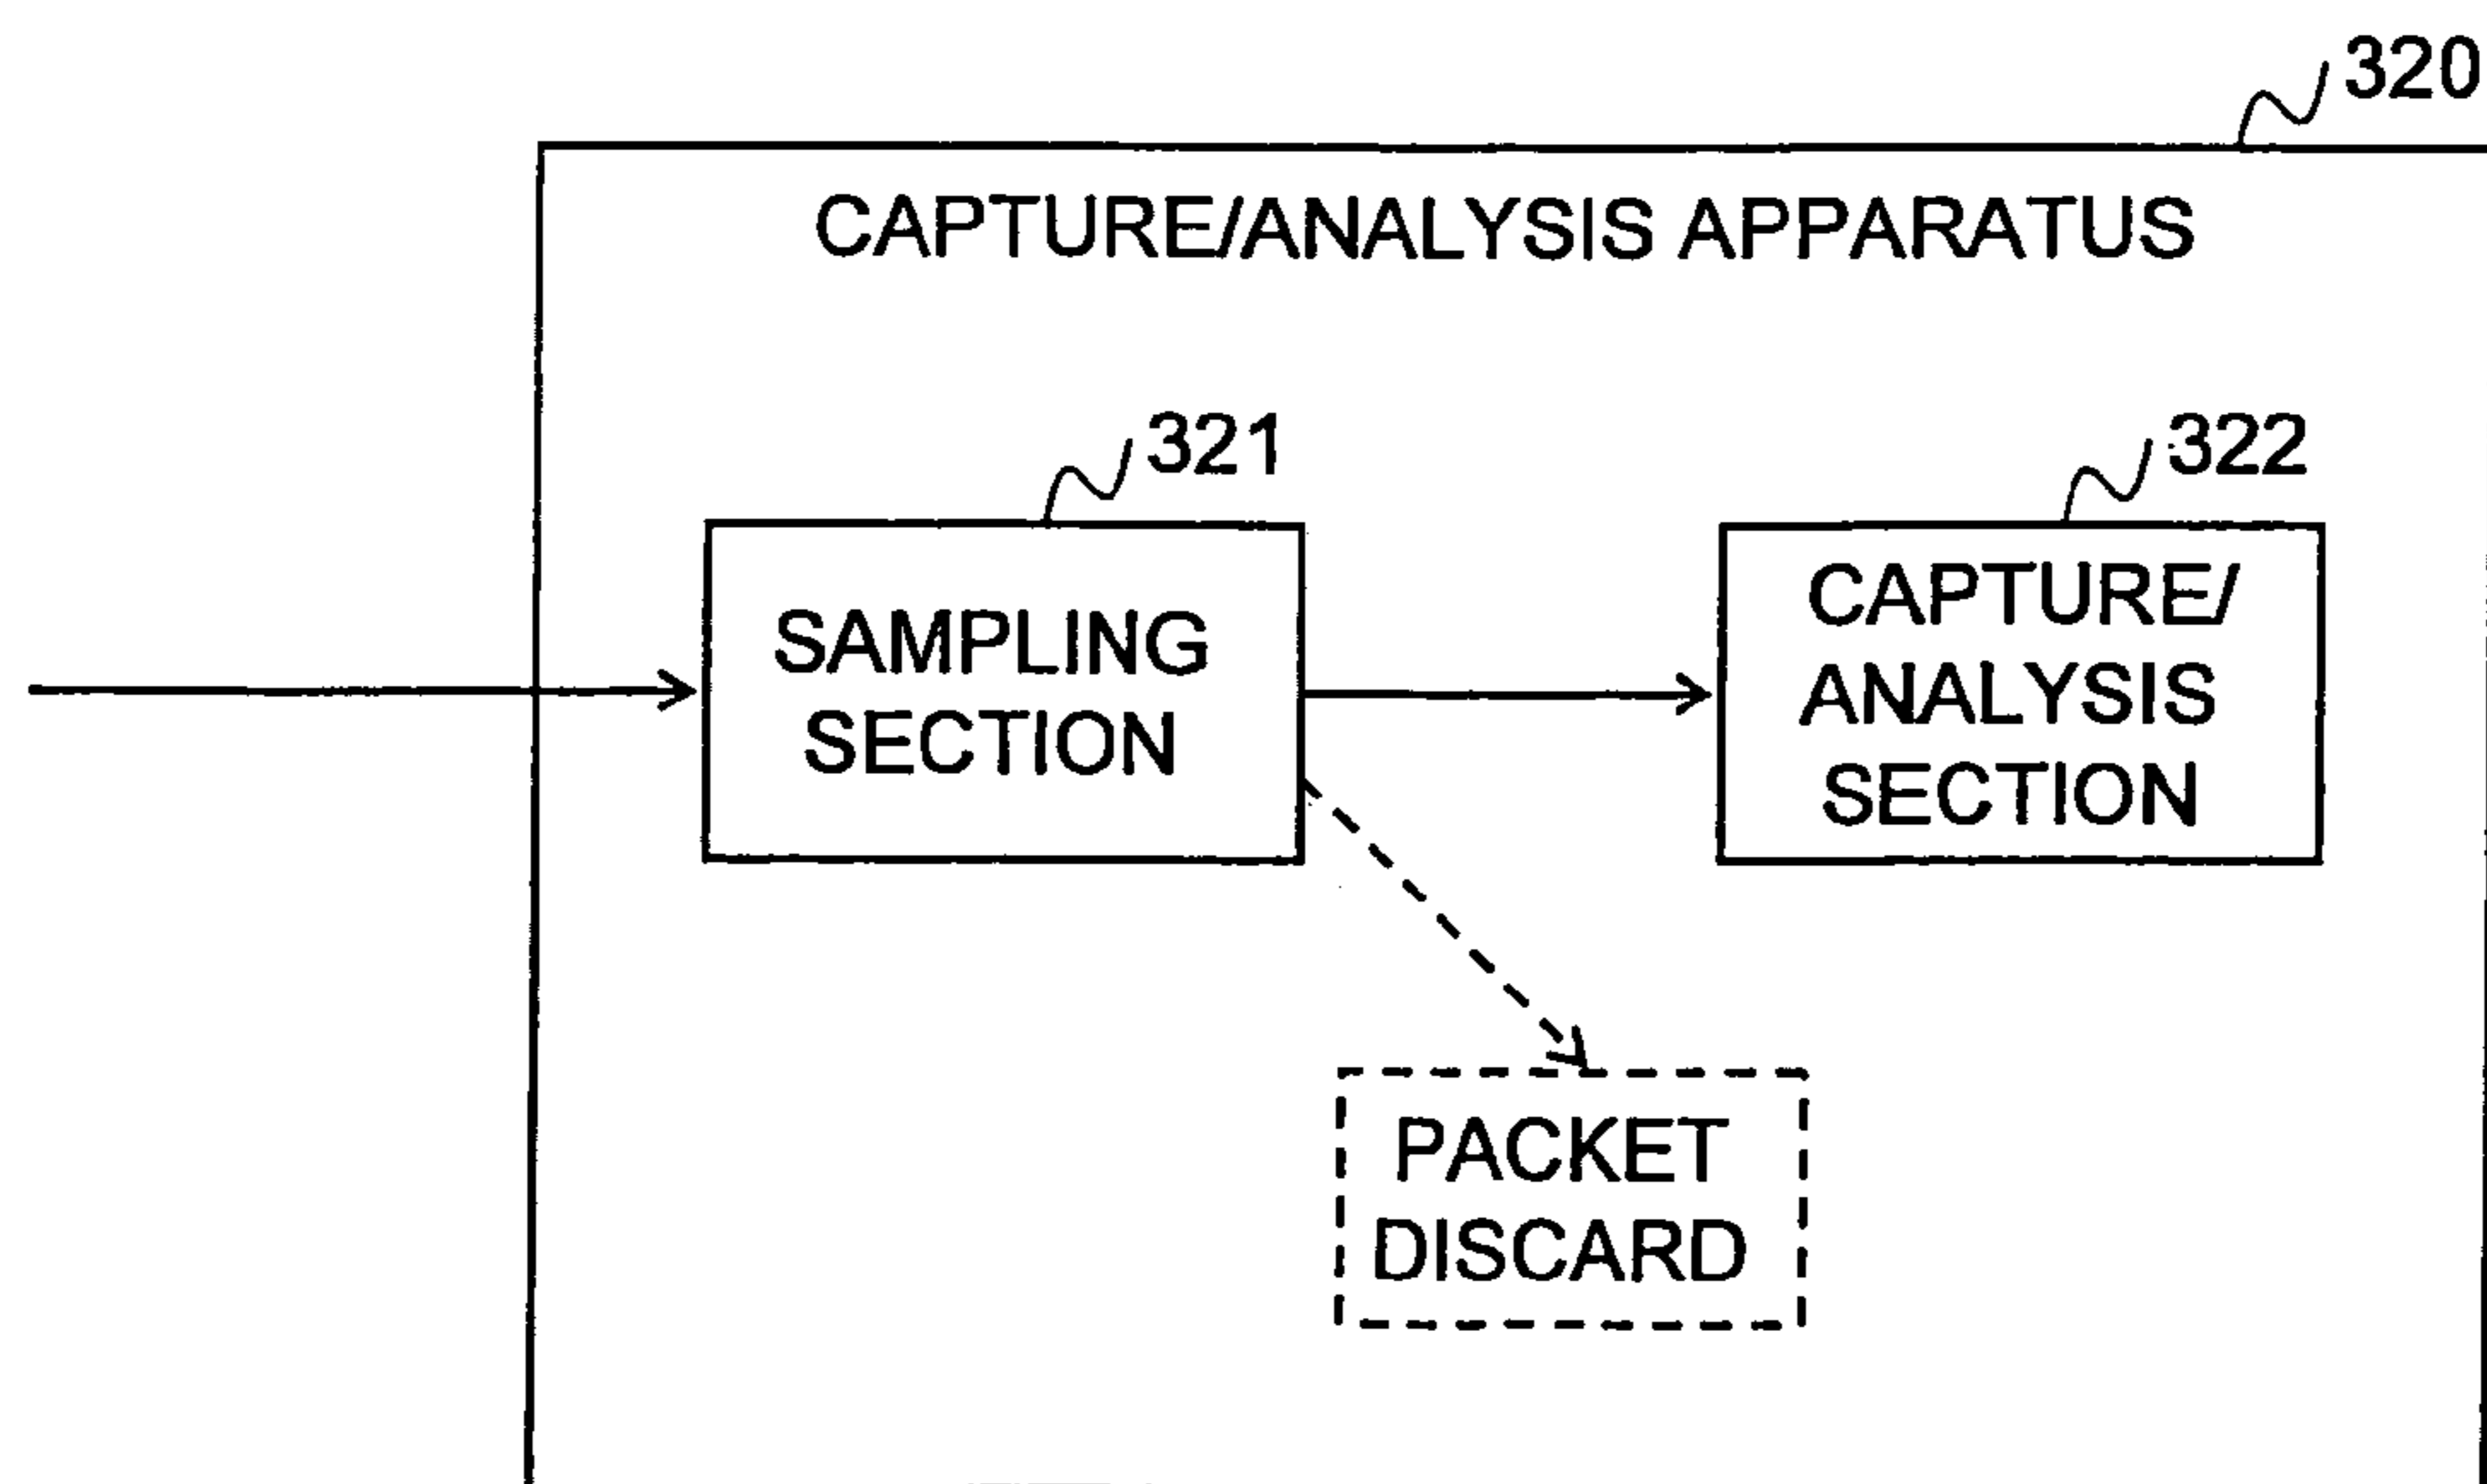 320
CAPTURE/ANALYSIS APPARATUS
321
322
SAMPLING
SECTION
CAPTURE/
ANALYSIS
SECTION
PACKET
DISCARD